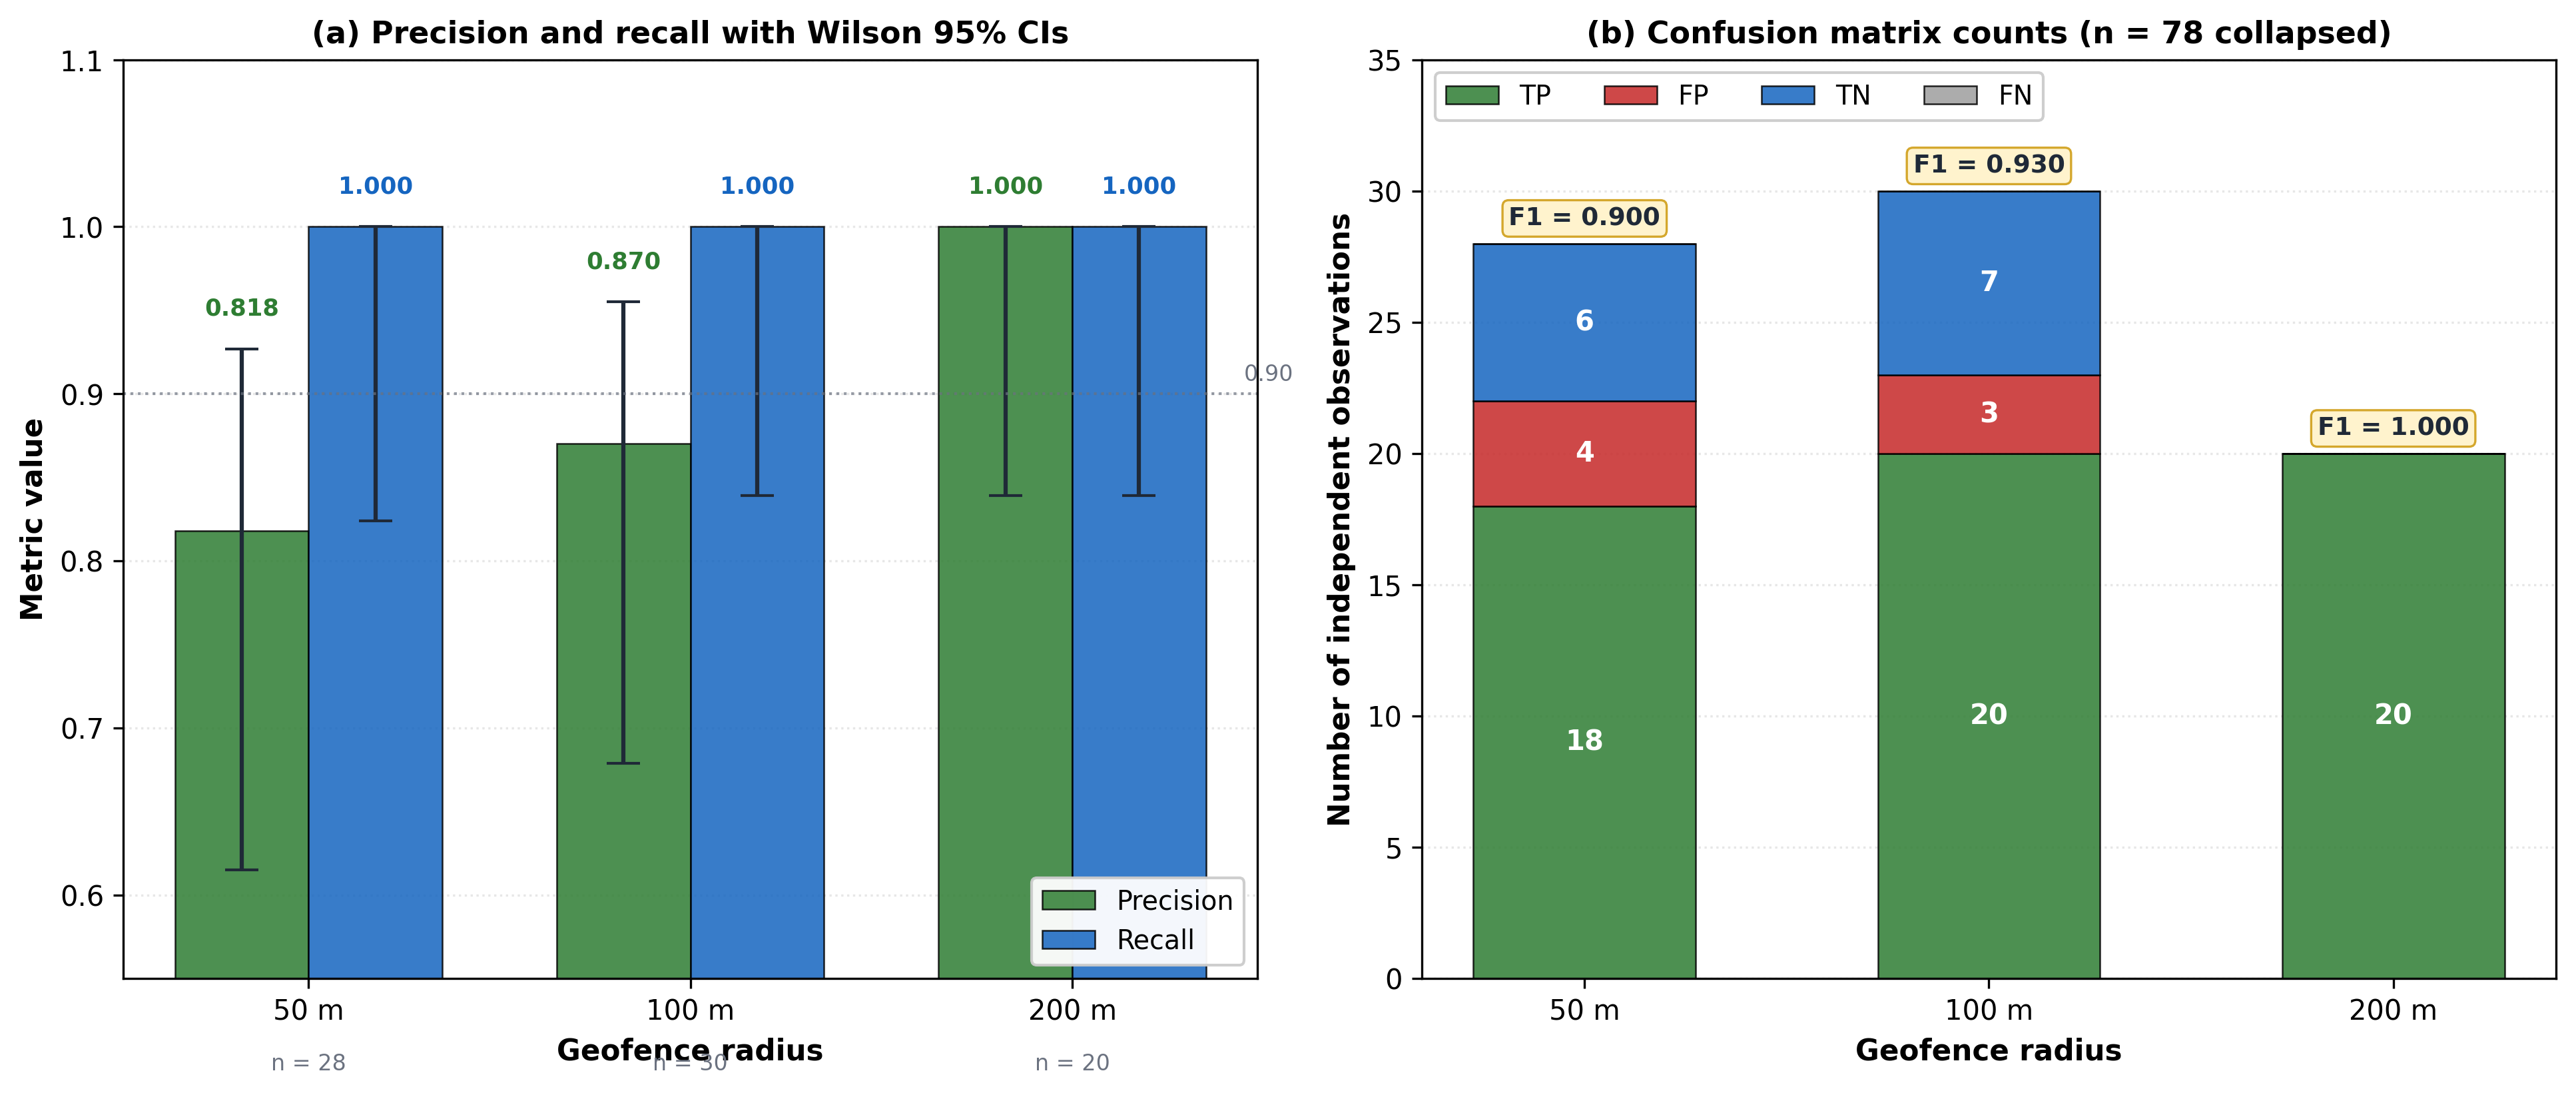 (a) Precision and recall with Wilson 95% CIs
Metric value
1.1
1.0
0.9
0.8
0.7
0.6
0.818
1.000
0.870
1.000
1.000
1.000
0.90
Precision
Recall
50 m
100 m
200 m
Geofence radius
n = 28
n = 30
n = 20
(b) Confusion matrix counts (n = 78 collapsed)
Number of independent observations
35
30
25
20
15
10
5
0
TP
FP
TN
FN
F1 = 0.900
6
4
18
F1 = 0.930
7
3
20
F1 = 1.000
20
50 m
100 m
200 m
Geofence radius